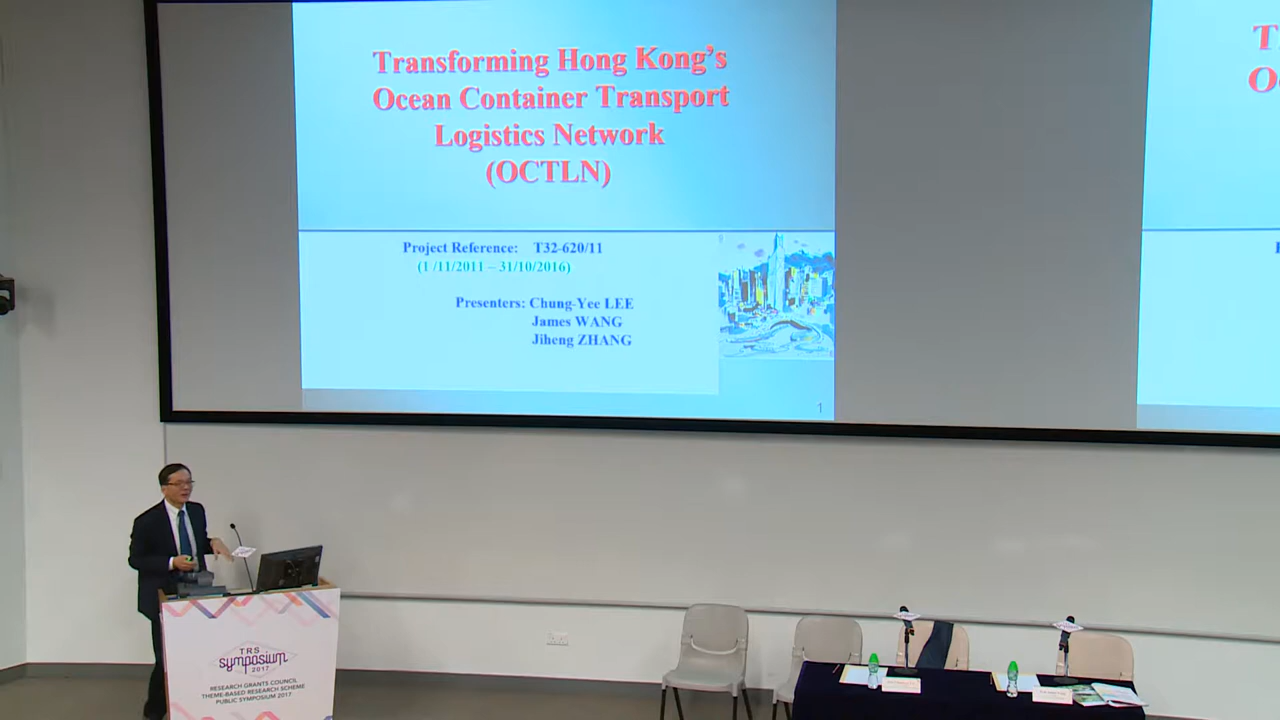 Transforming Hong Kong's
Ocean Container Transport
Logistics Network
(OCTLN)
Project Reference: T32-620/11
(1 /11/2011 – 31/10/2016)
Presenters: Chung-Yee LEE
James WANG
Jiheng ZHANG
1
T
O
TRS
symposium
2017
RESEARCH GRANTS COUNCIL
THEME-BASED RESEARCH SCHEME
PUBLIC SYMPOSIUM 2017